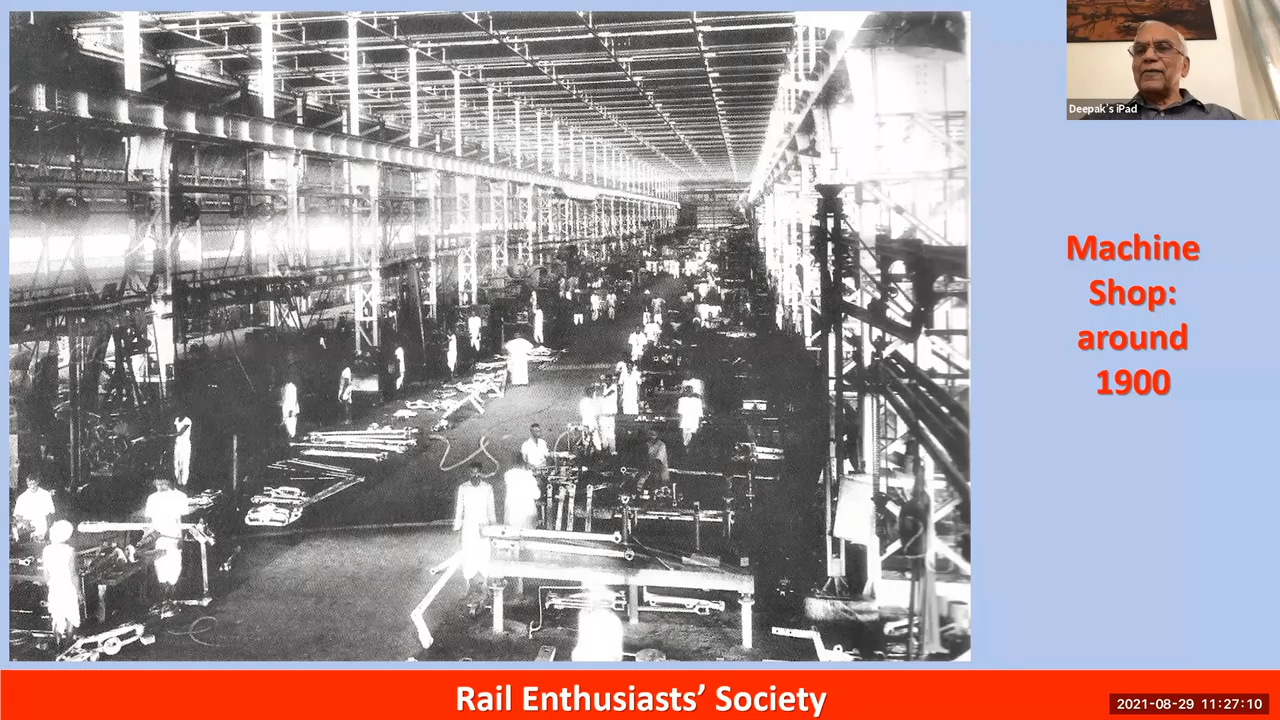 Deepak's iPad
Machine
Shop:
around
1900
Rail Enthusiasts’ Society
2021-08-29 11:27:10